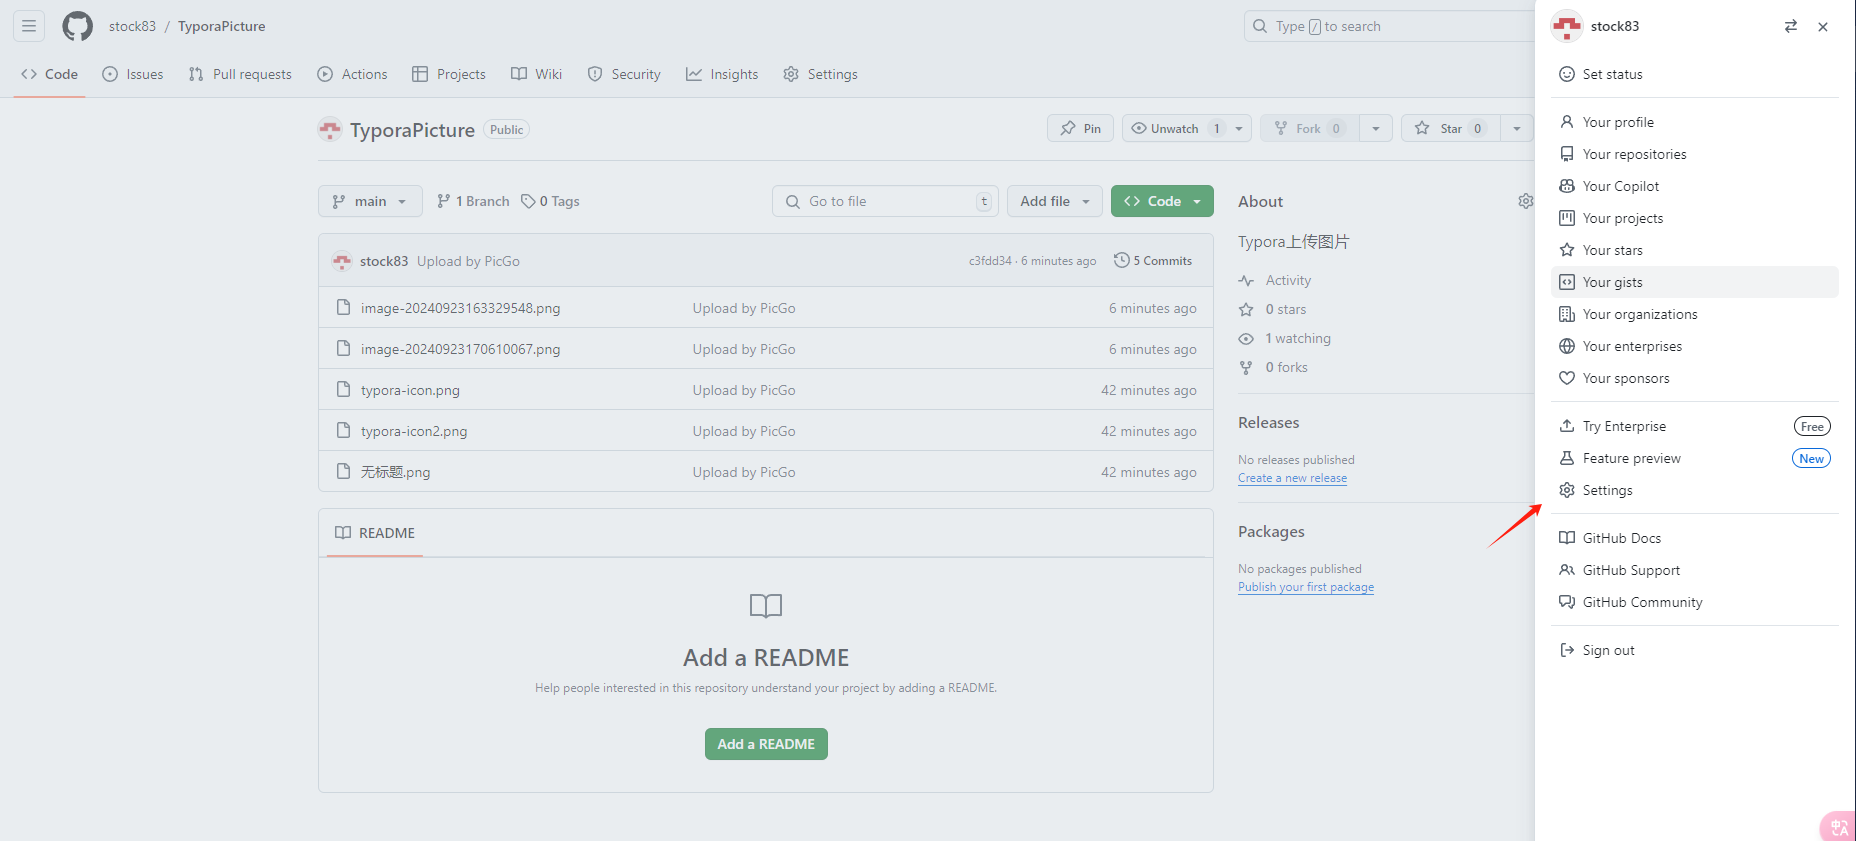 stock83 / TyporaPicture
Type / to search
Code Issues Pull requests Actions Projects Wiki Security Insights Settings
TyporaPicture Public
Pin Unwatch 1 Fork 0 Star 0
main 1 Branch 0 Tags Go to file t Add file Code
stock83 Upload by PicGo c3fdd34 · 6 minutes ago 5 Commits
image-20240923163329548.png Upload by PicGo 6 minutes ago
image-20240923170610067.png Upload by PicGo 6 minutes ago
typora-icon.png Upload by PicGo 42 minutes ago
typora-icon2.png Upload by PicGo 42 minutes ago
无标题.png Upload by PicGo 42 minutes ago
README
Add a README
Help people interested in this repository understand your project by adding a README.
Add a README
About
Typora上传图片
Activity
0 stars
1 watching
0 forks
Releases
No releases published
Create a new release
Packages
No packages published
Publish your first package
stock83
Set status
Your profile
Your repositories
Your Copilot
Your projects
Your stars
Your gists
Your organizations
Your enterprises
Your sponsors
Try Enterprise Free
Feature preview New
Settings
GitHub Docs
GitHub Support
GitHub Community
Sign out
中A